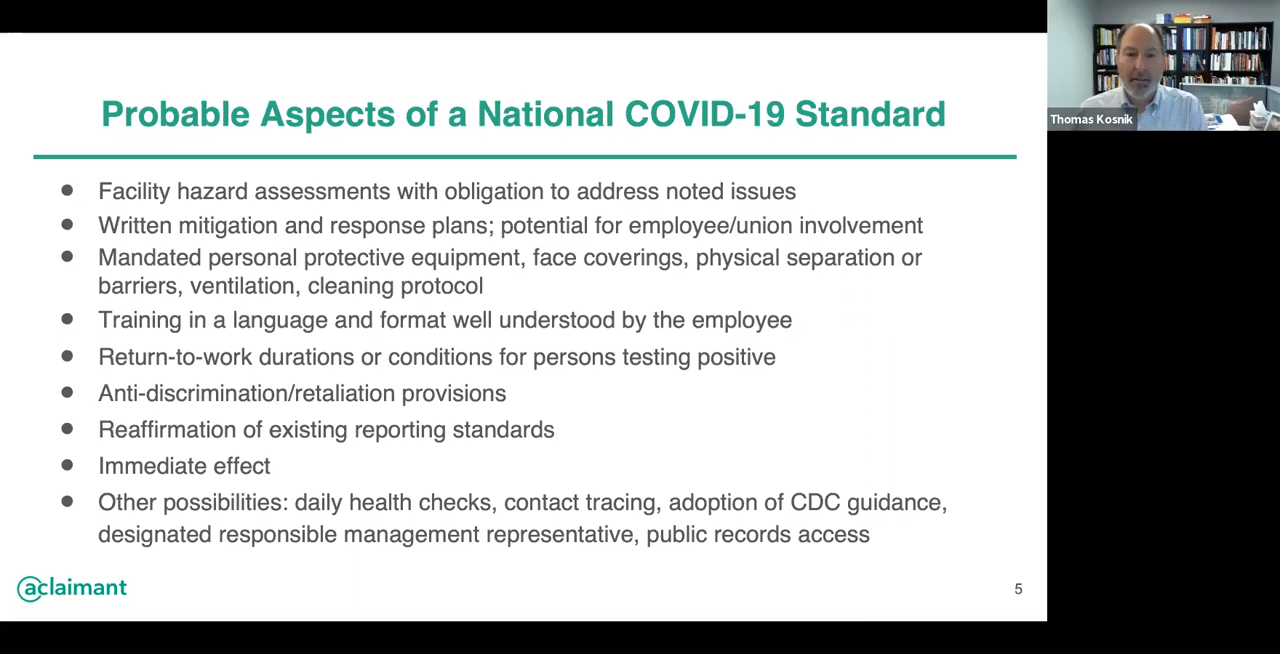 Probable Aspects of a National COVID-19 Standard
Thomas Kosnik
● Facility hazard assessments with obligation to address noted issues
● Written mitigation and response plans; potential for employee/union involvement
● Mandated personal protective equipment, face coverings, physical separation or
barriers, ventilation, cleaning protocol
● Training in a language and format well understood by the employee
● Return-to-work durations or conditions for persons testing positive
● Anti-discrimination/retaliation provisions
● Reaffirmation of existing reporting standards
● Immediate effect
● Other possibilities: daily health checks, contact tracing, adoption of CDC guidance,
designated responsible management representative, public records access
aclaimant
5